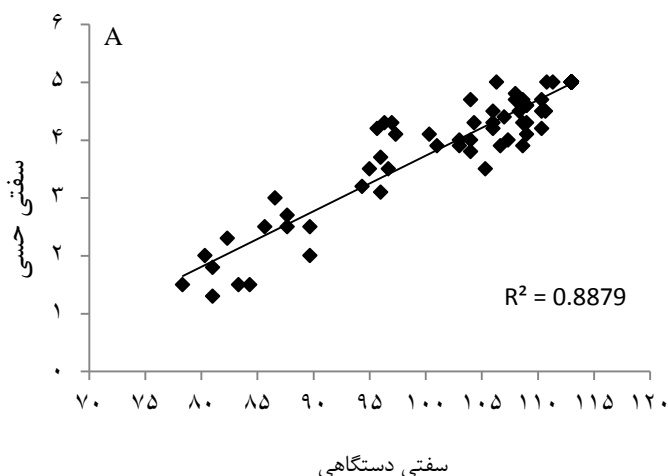 A
۶
۵
۴
۳
۲
۱
۰
سفتی حسی
R² = 0.8879
۷۰ ۷۵ ۸۰ ۸۵ ۹۰ ۹۵ ۱۰۰ ۱۰۵ ۱۱۰ ۱۱۵ ۱۲۰
سفتی دستگاهی